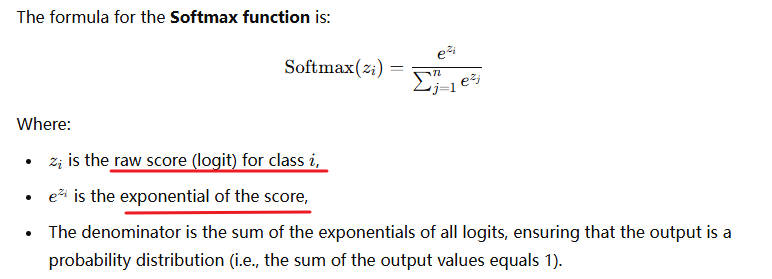 The formula for the Softmax function is:
Softmax(z_i) = \frac{e^{z_i}}{\sum_{j=1}^{n} e^{z_j}}
Where:
• z_i is the raw score (logit) for class i,
• e^{z_i} is the exponential of the score,
• The denominator is the sum of the exponentials of all logits, ensuring that the output is a
probability distribution (i.e., the sum of the output values equals 1).